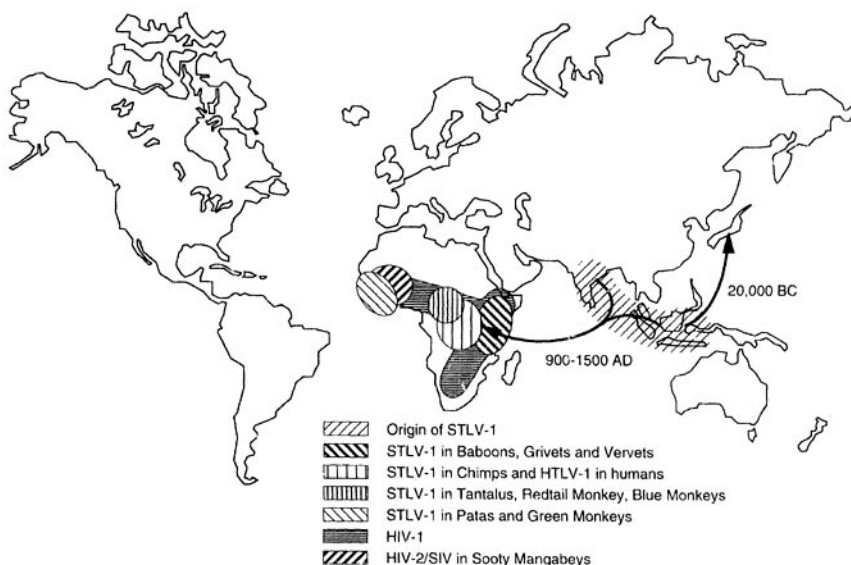 20,000 BC
900-1500 AD
Origin of STLV-1
STLV-1 in Baboons, Grivets and Vervets
STLV-1 in Chimps and HTLV-1 in humans
STLV-1 in Tantalus, Redtail Monkey, Blue Monkeys
STLV-1 in Patas and Green Monkeys
HIV-1
HIV-2/SIV in Sooty Mangabeys